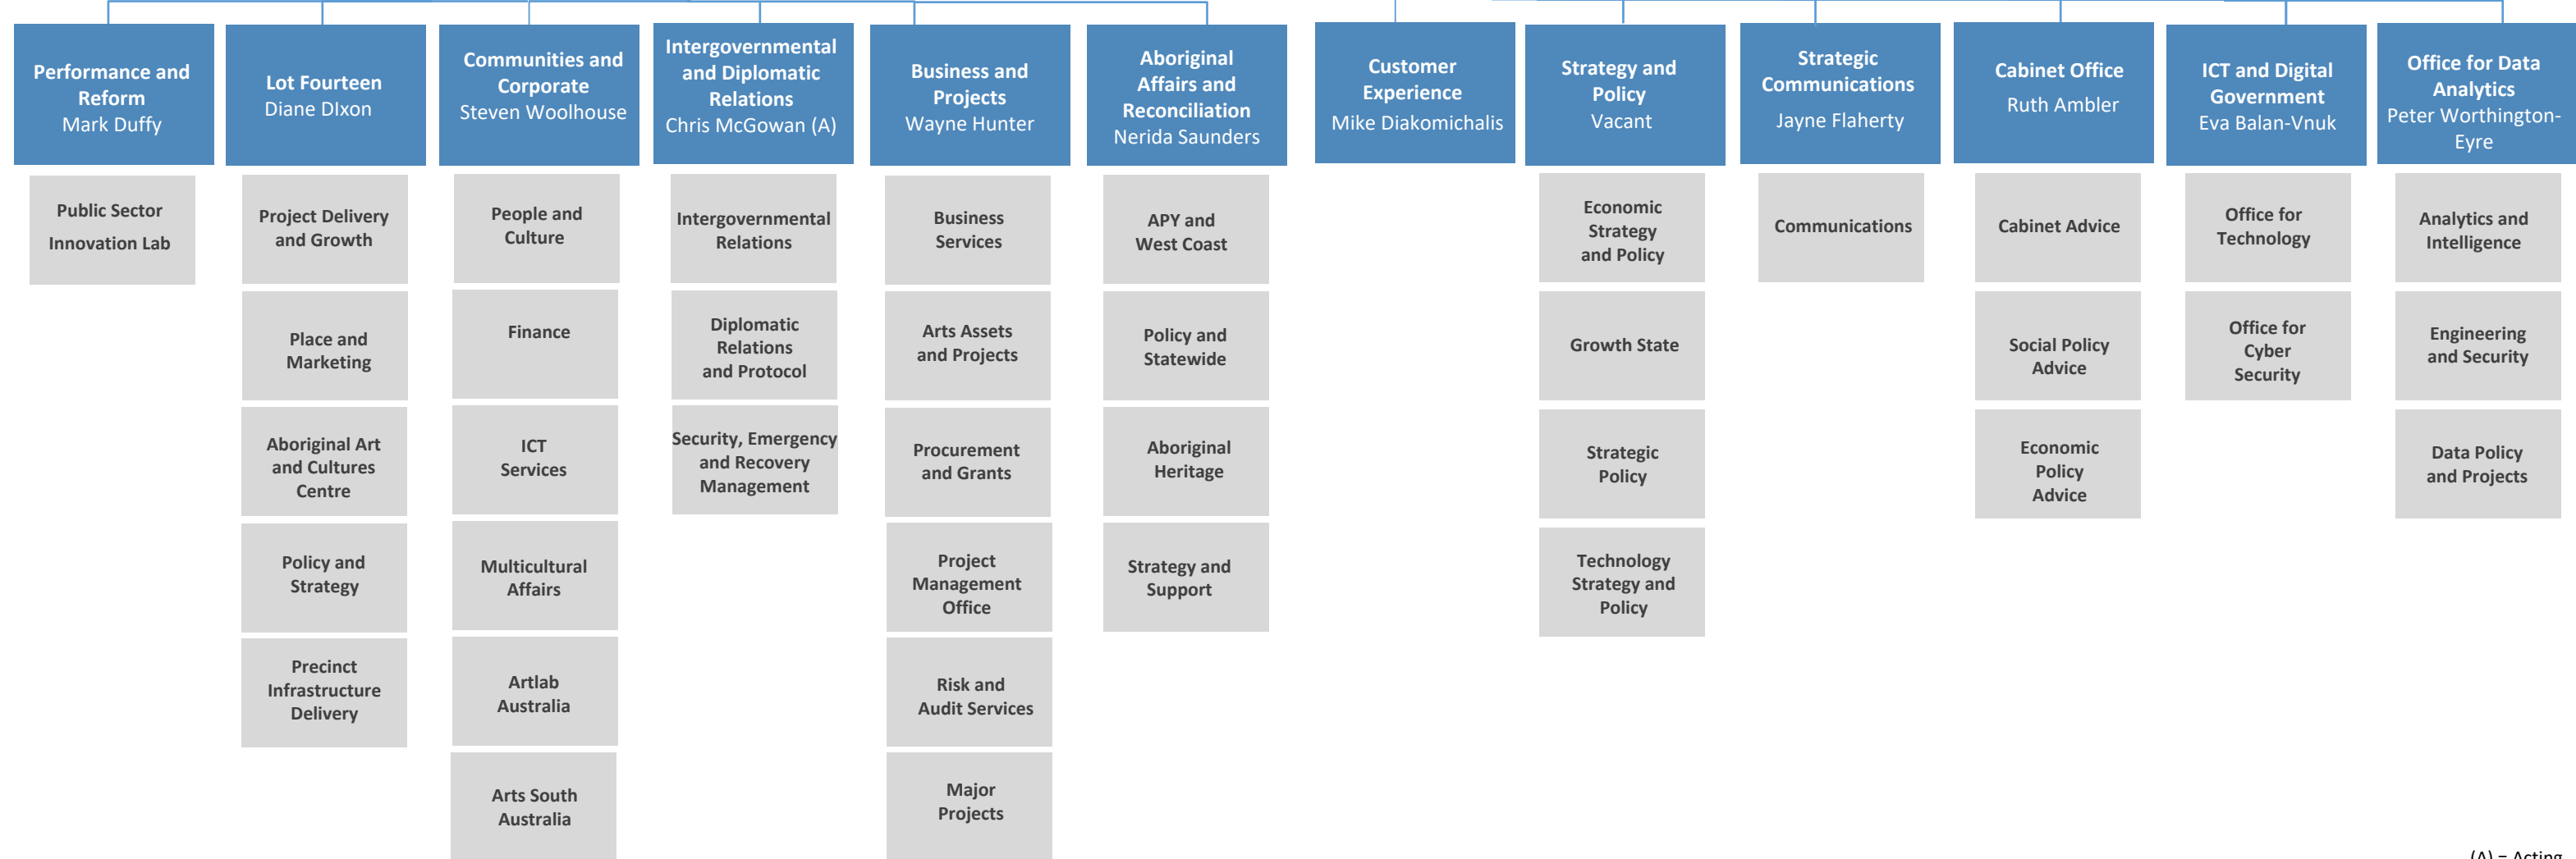 Performance and
Reform
Mark Duffy
Public Sector
Innovation Lab
Lot Fourteen
Diane DIxon
Project Delivery
and Growth
Place and
Marketing
Aboriginal Art
and Cultures
Centre
Policy and
Strategy
Precinct
Infrastructure
Delivery
Communities and
Corporate
Steven Woolhouse
People and
Culture
Finance
ICT
Services
Multicultural
Affairs
Artlab
Australia
Arts South
Australia
Intergovernmental
and Diplomatic
Relations
Chris McGowan (A)
Intergovernmental
Relations
Diplomatic
Relations
and Protocol
Security, Emergency
and Recovery
Management
Business and
Projects
Wayne Hunter
Business
Services
Arts Assets
and Projects
Procurement
and Grants
Project
Management
Office
Risk and
Audit Services
Major
Projects
Aboriginal
Affairs and
Reconciliation
Nerida Saunders
APY and
West Coast
Policy and
Statewide
Aboriginal
Heritage
Strategy and
Support
Customer
Experience
Mike Diakomichalis
Strategy and
Policy
Vacant
Economic
Strategy
and Policy
Growth State
Strategic
Policy
Technology
Strategy and
Policy
Strategic
Communications
Jayne Flaherty
Communications
Cabinet Office
Ruth Ambler
Cabinet Advice
Social Policy
Advice
Economic
Policy
Advice
ICT and Digital
Government
Eva Balan-Vnuk
Office for
Technology
Office for
Cyber
Security
Office for Data
Analytics
Peter Worthington-
Eyre
Analytics and
Intelligence
Engineering
and Security
Data Policy
and Projects
(A) = Acting